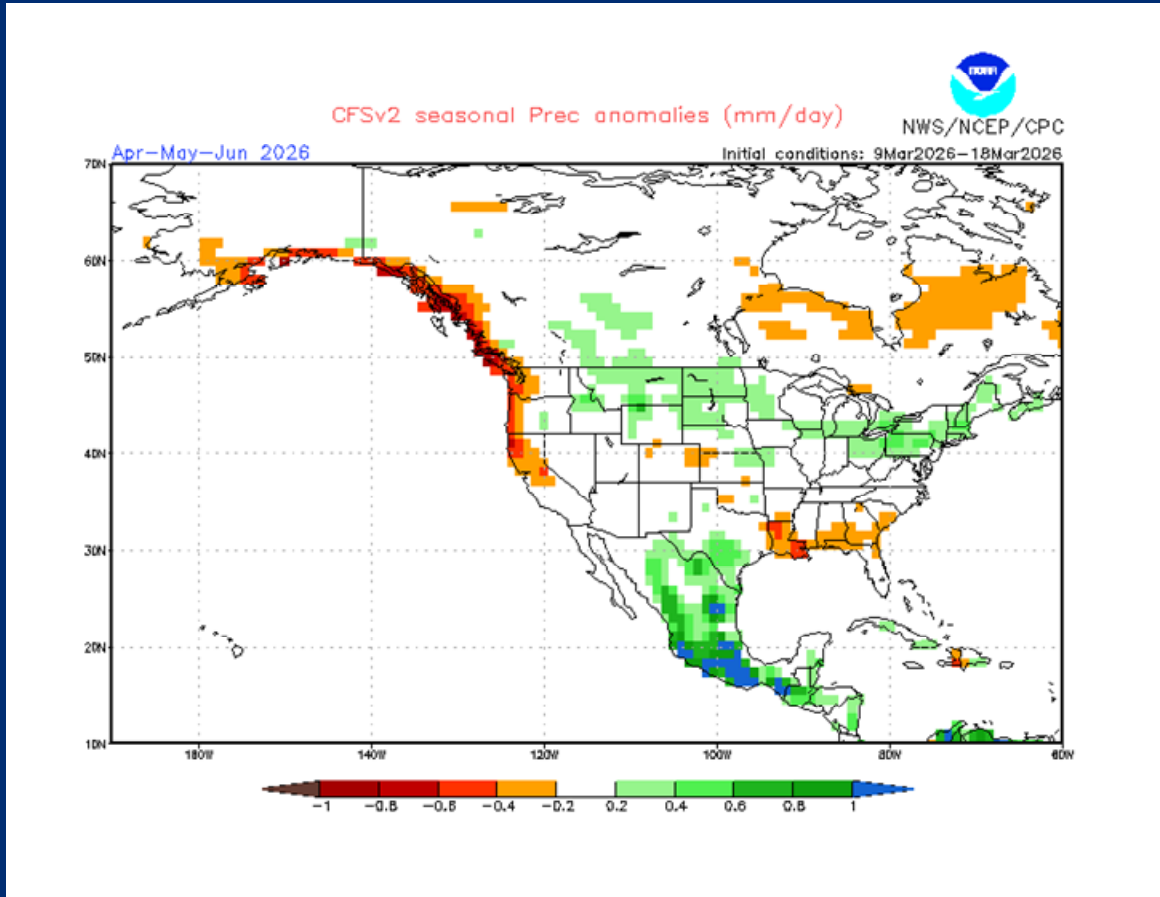 noaa
CFSv2 seasonal Prec anomalies (mm/day)
NWS/NCEP/CPC
Apr-May-Jun 2026
Initial conditions: 9Mar2026-18Mar2026
70N
60N
50N
40N
30N
20N
10N
180W 140W 120W 100W 80W 60W
-1 -0.8 -0.6 -0.4 -0.2 0.2 0.4 0.6 0.8 1